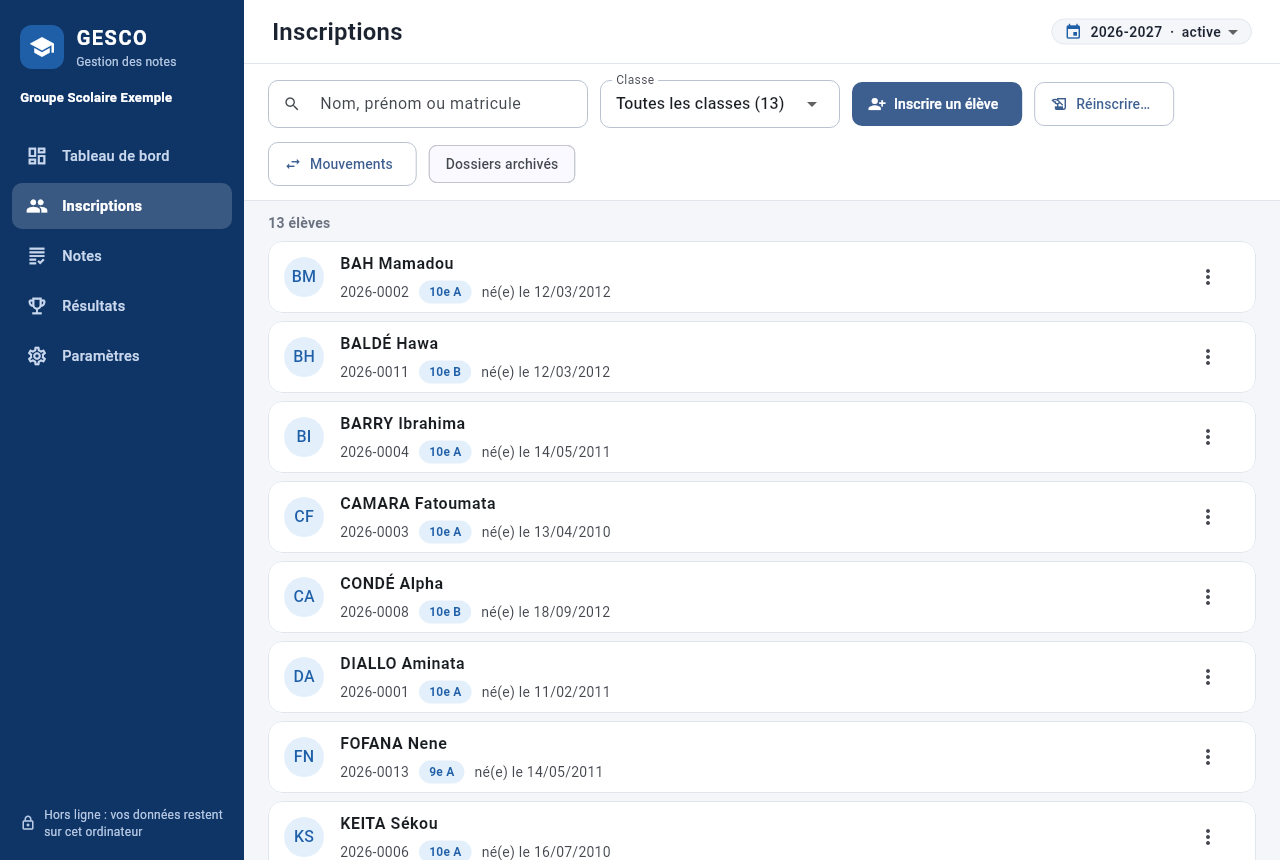 GESCO
Gestion des notes
Groupe Scolaire Exemple
Tableau de bord
Inscriptions
Notes
Résultats
Paramètres
Hors ligne : vos données restent
sur cet ordinateur
Inscriptions
2026-2027 · active
Nom, prénom ou matricule
Classe
Toutes les classes (13)
Inscrire un élève
Réinscrire…
Mouvements
Dossiers archivés
13 élèves
BM
BAH Mamadou
2026-0002 10e A né(e) le 12/03/2012
BH
BALDÉ Hawa
2026-0011 10e B né(e) le 12/03/2012
BI
BARRY Ibrahima
2026-0004 10e A né(e) le 14/05/2011
CF
CAMARA Fatoumata
2026-0003 10e A né(e) le 13/04/2010
CA
CONDÉ Alpha
2026-0008 10e B né(e) le 18/09/2012
DA
DIALLO Aminata
2026-0001 10e A né(e) le 11/02/2011
FN
FOFANA Nene
2026-0013 9e A né(e) le 14/05/2011
KS
KEITA Sékou
2026-0006 10e A né(e) le 16/07/2010